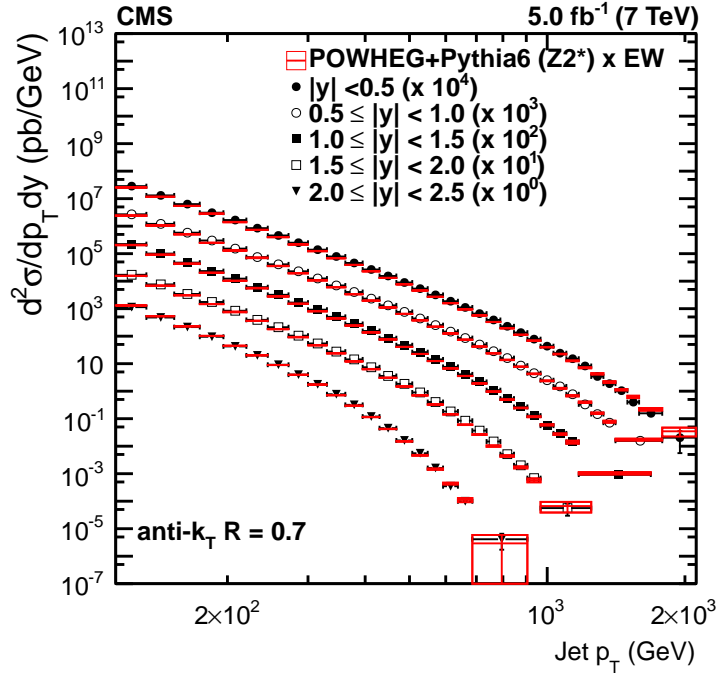 CMS 5.0 fb⁻¹ (7 TeV)
POWHEG+Pythia6 (Z2*) x EW
|y| <0.5 (x 10⁴)
0.5 ≤ |y| < 1.0 (x 10³)
1.0 ≤ |y| < 1.5 (x 10²)
1.5 ≤ |y| < 2.0 (x 10¹)
2.0 ≤ |y| < 2.5 (x 10⁰)
d²σ/dp_T dy (pb/GeV)
10¹³
10¹¹
10⁹
10⁷
10⁵
10³
10
10⁻¹
10⁻³
10⁻⁵
10⁻⁷
anti-k_T R = 0.7
2×10² 10³ 2×10³
Jet p_T (GeV)